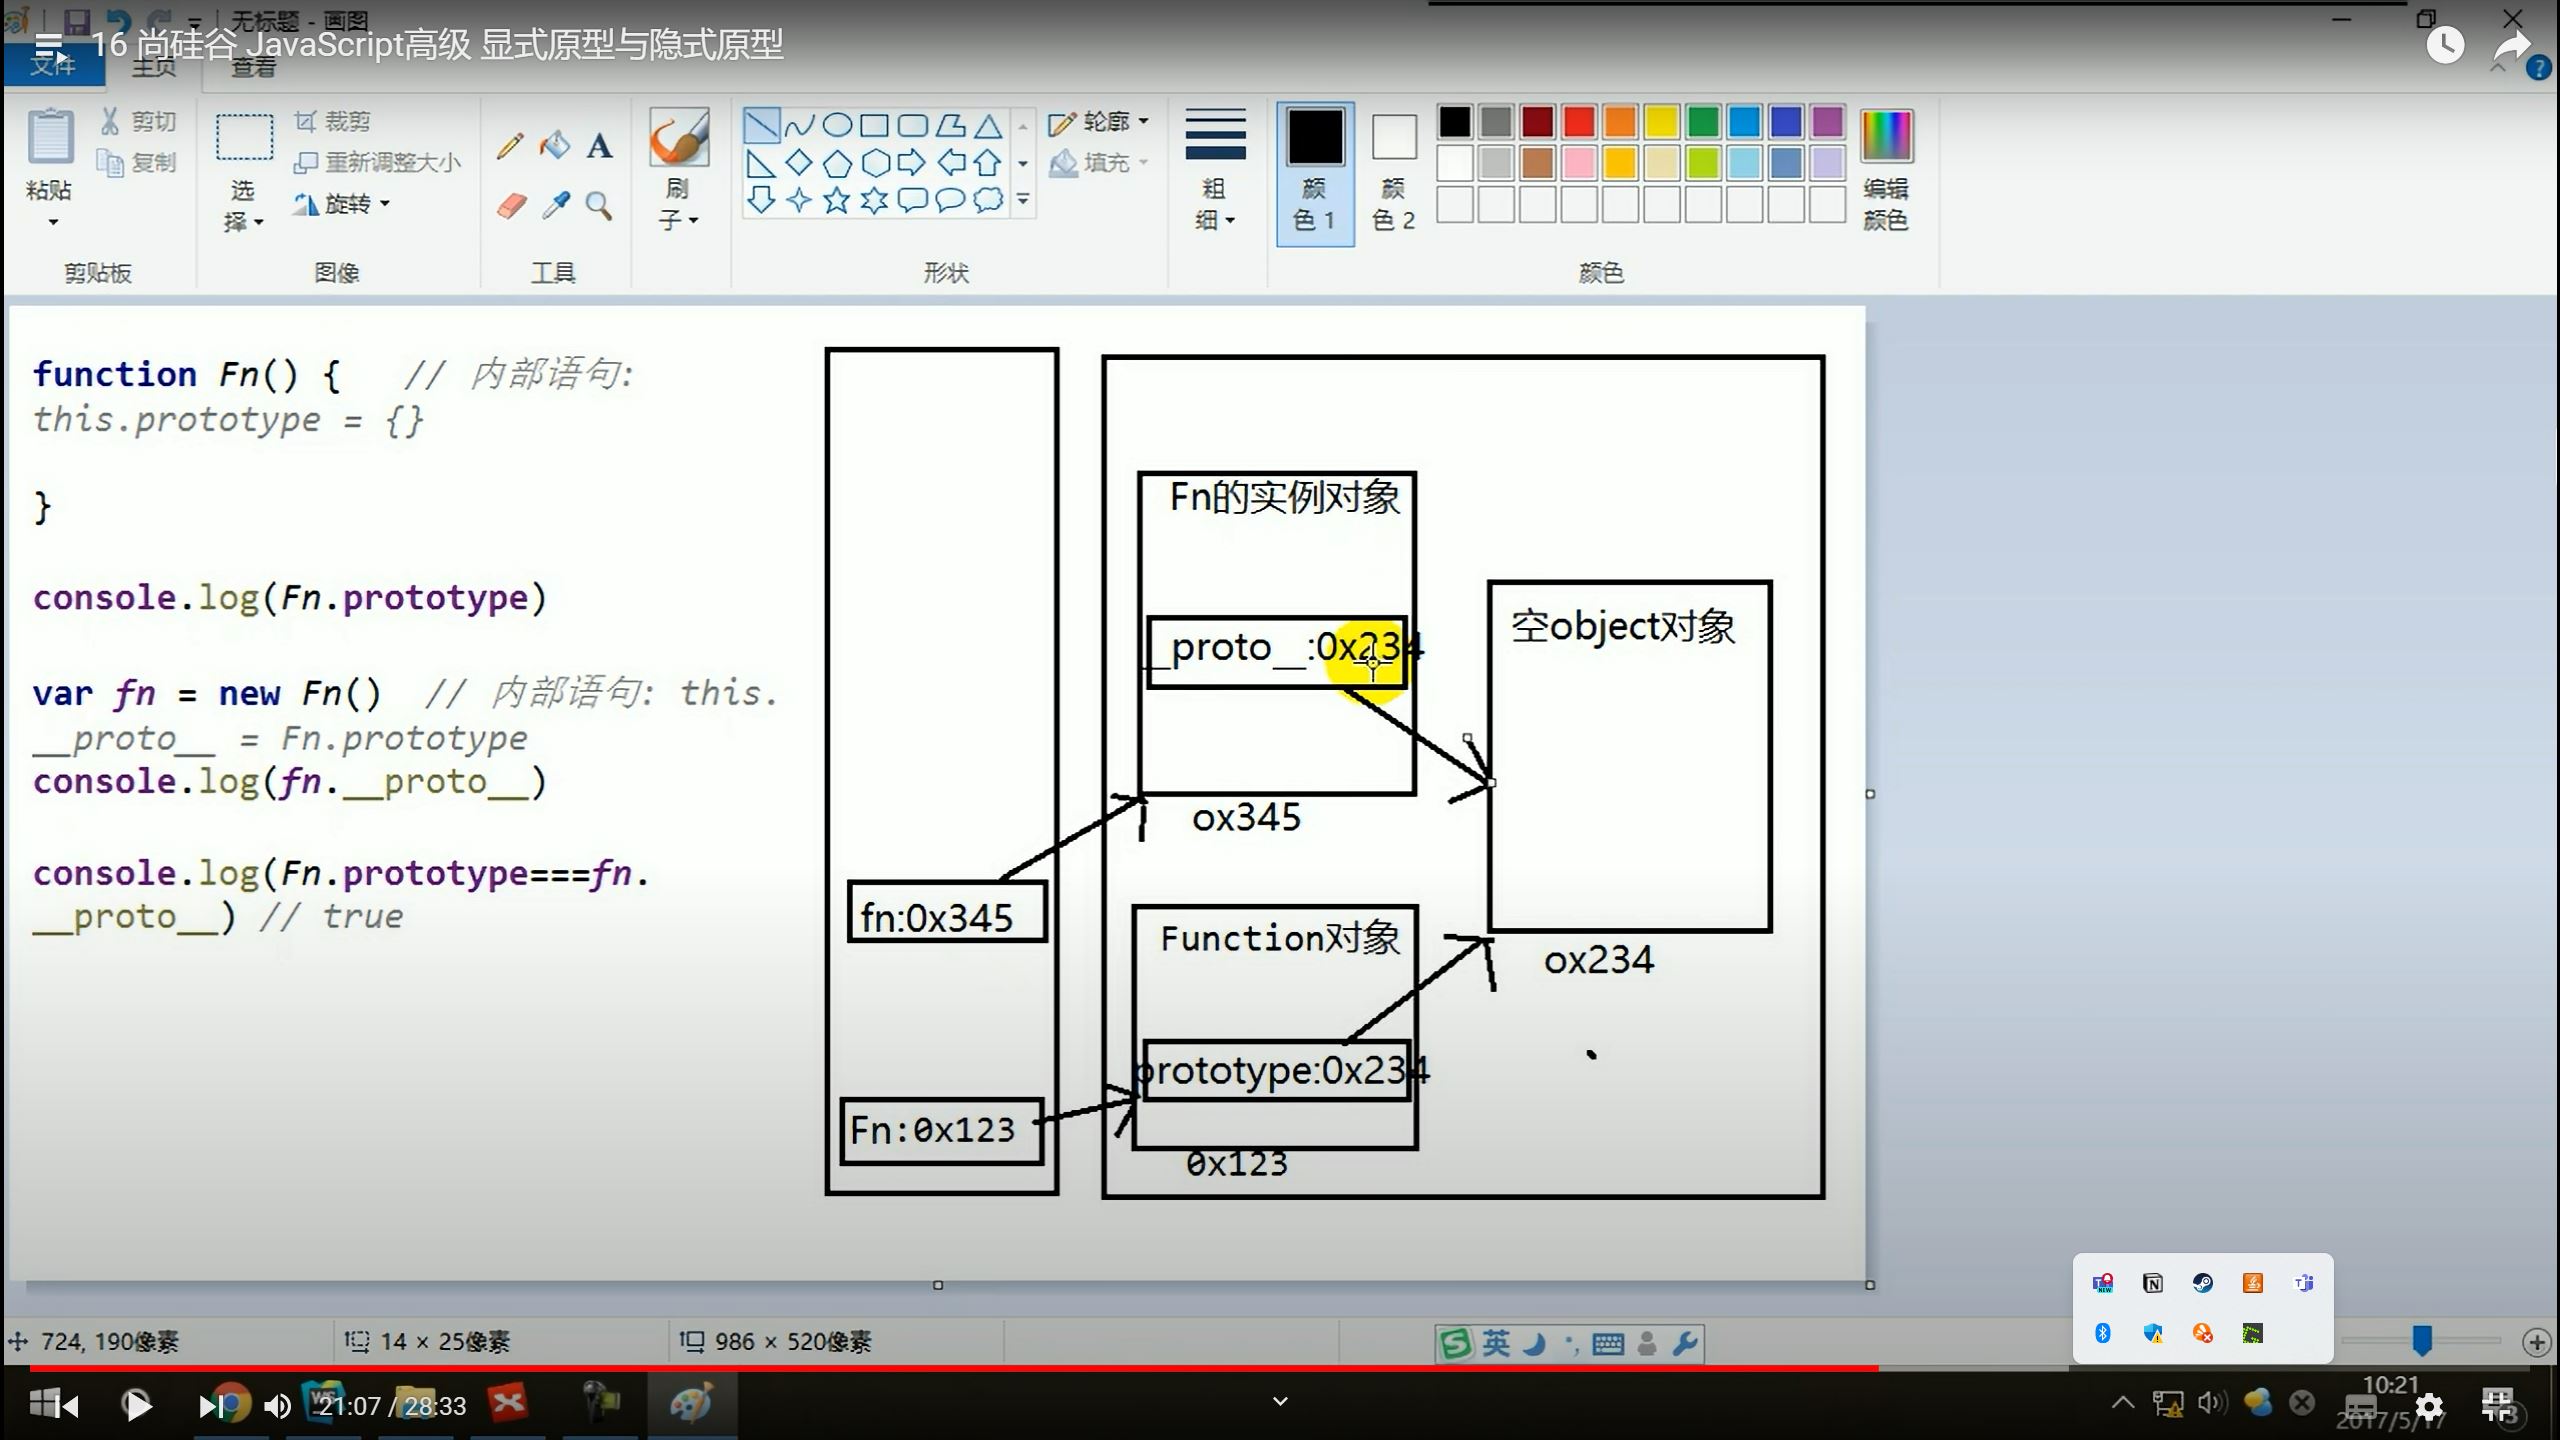 无标题 - 画图
16 尚硅谷 JavaScript高级 显式原型与隐式原型
文件 主页 查看
剪切
复制
粘贴
剪贴板
选择
裁剪
重新调整大小
旋转
图像
A
工具
刷子
轮廓
填充
形状
粗细
颜色 1
颜色 2
编辑颜色
颜色
function Fn() { // 内部语句:
this.prototype = {}
}
console.log(Fn.prototype)
var fn = new Fn() // 内部语句: this.
__proto__ = Fn.prototype
console.log(fn.__proto__)
console.log(Fn.prototype===fn.
__proto__) // true
fn:0x345
Fn:0x123
Fn的实例对象
__proto__:0x234
ox345
Function对象
prototype:0x234
0x123
空object对象
ox234
724, 190像素
14 × 25像素
986 × 520像素
英
21:07 / 28:33
10:21
2017/5/17